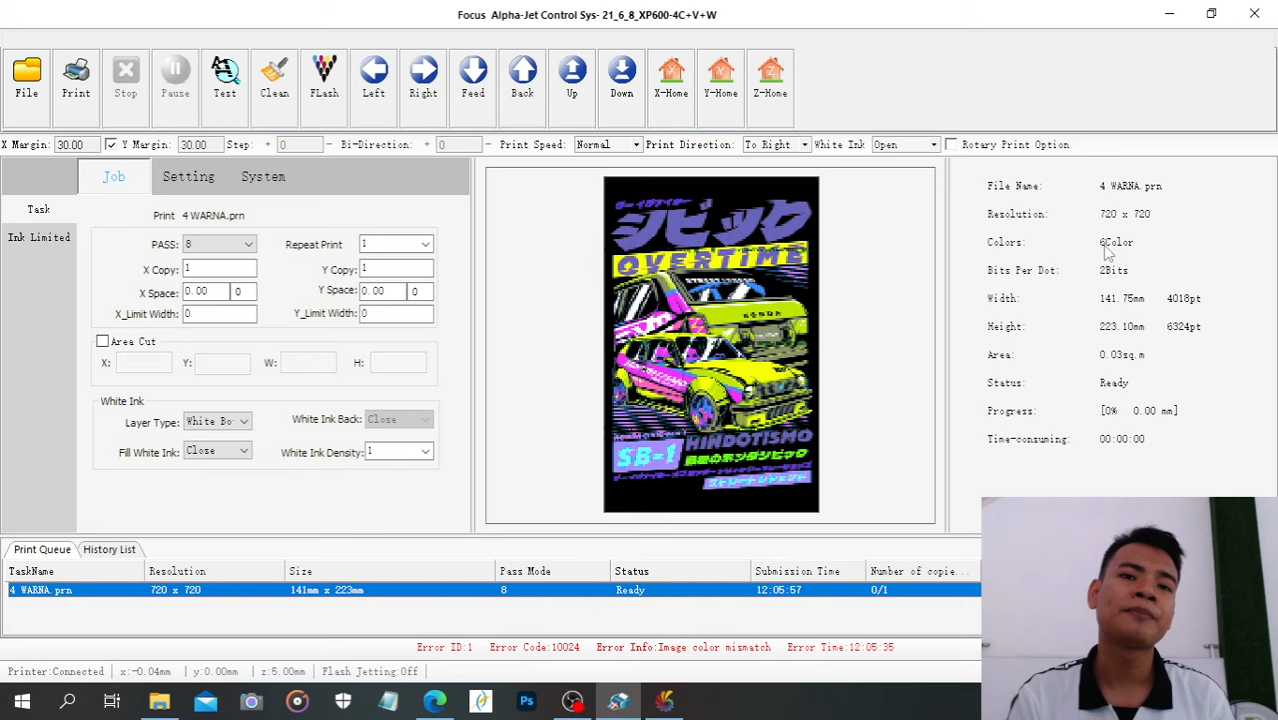 Focus Alpha-Jet Control Sys- 21_6_8_XP600-4C+V+W
File Print Stop Pause Test Clean FLash Left Right Feed Back Up Down X-Home Y-Home Z-Home
X Margin: 30.00 Y Margin: 30.00 Step: + 0 - Bi-Direction: + 0 - Print Speed: Normal Print Direction: To Right White Ink Open Rotary Print Option
Job Setting System
Task
Ink Limited
Print 4 WARNA.prn
PASS: 8 Repeat Print 1
X Copy: 1 Y Copy: 1
X Space: 0.00 0 Y Space: 0.00 0
X_Limit Width: 0 Y_Limit Width: 0
Area Cut
X: Y: W: H:
White Ink
Layer Type: White Bo White Ink Back: Close
Fill White Ink: Close White Ink Density: 1
シビック
OVERTIME
HONDA
HINDOTISMO
SB=1
File Name: 4 WARNA.prn
Resolution: 720 x 720
Colors: 6Color
Bits Per Dot: 2Bits
Width: 141.75mm 4018pt
Height: 223.10mm 6324pt
Area: 0.03sq.m
Status: Ready
Progress: [0% 0.00 mm]
Time-consuming: 00:00:00
Print Queue History List
TaskName Resolution Size Pass Mode Status Submission Time Number of copie...
4 WARNA.prn 720 x 720 141mm x 223mm 8 Ready 12:05:57 0/1
Error ID:1 Error Code:10024 Error Info:Image color mismatch Error Time:12:05:35
Printer:Connected x:-0.04mm y:0.00mm z:5.00mm Flash Jetting:Off
Ps